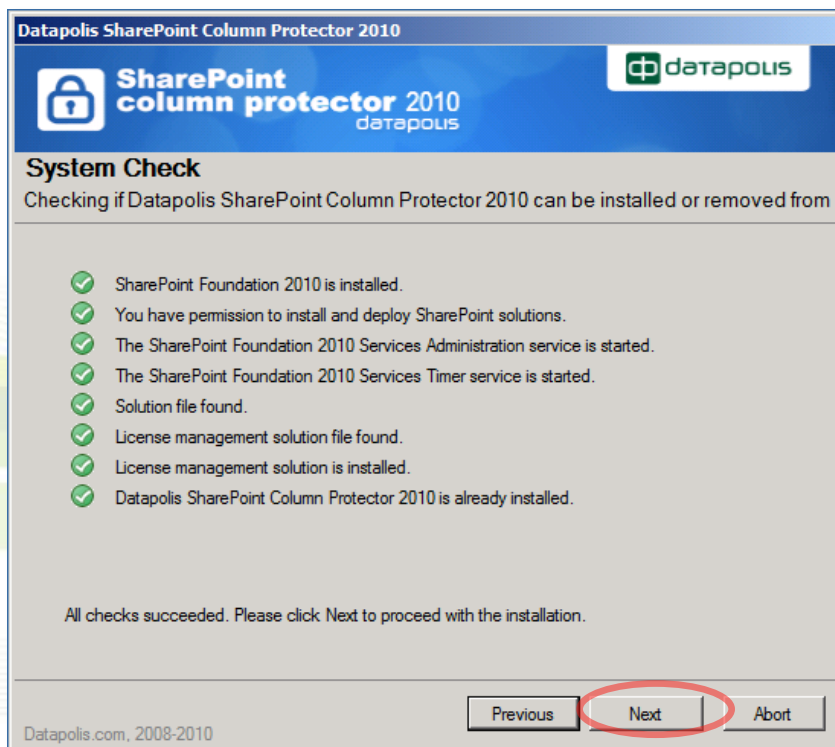 Datapolis SharePoint Column Protector 2010
SharePoint
column protector 2010
datapolis
datapolis
System Check
Checking if Datapolis SharePoint Column Protector 2010 can be installed or removed from
SharePoint Foundation 2010 is installed.
You have permission to install and deploy SharePoint solutions.
The SharePoint Foundation 2010 Services Administration service is started.
The SharePoint Foundation 2010 Services Timer service is started.
Solution file found.
License management solution file found.
License management solution is installed.
Datapolis SharePoint Column Protector 2010 is already installed.
All checks succeeded. Please click Next to proceed with the installation.
Previous
Next
Abort
Datapolis.com, 2008-2010